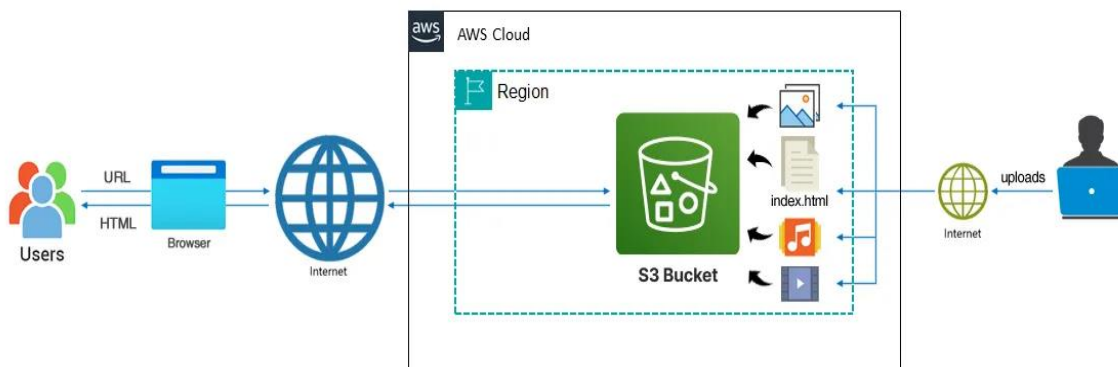 aws
AWS Cloud
Region
URL
HTML
Users
Browser
Internet
S3 Bucket
index.html
Internet
uploads